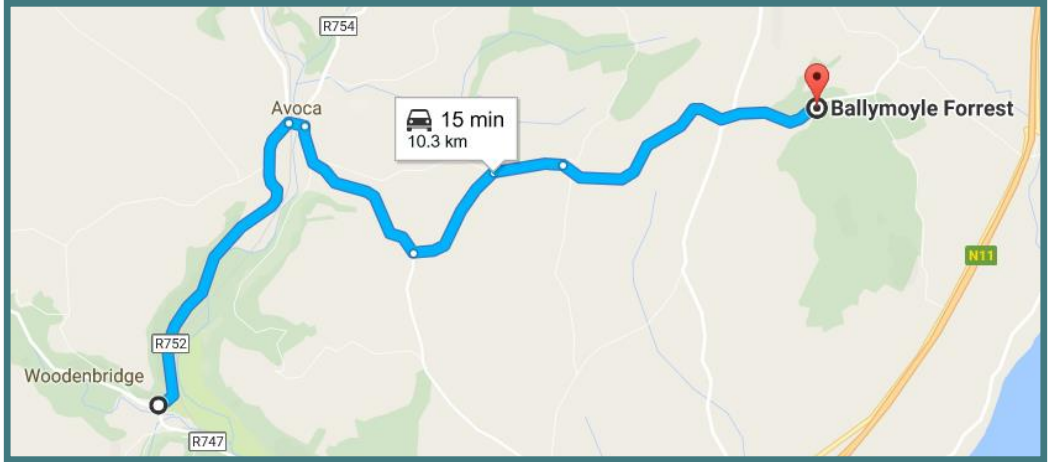 R754
Avoca
15 min
10.3 km
Ballymoyle Forrest
N11
R752
Woodenbridge
R747